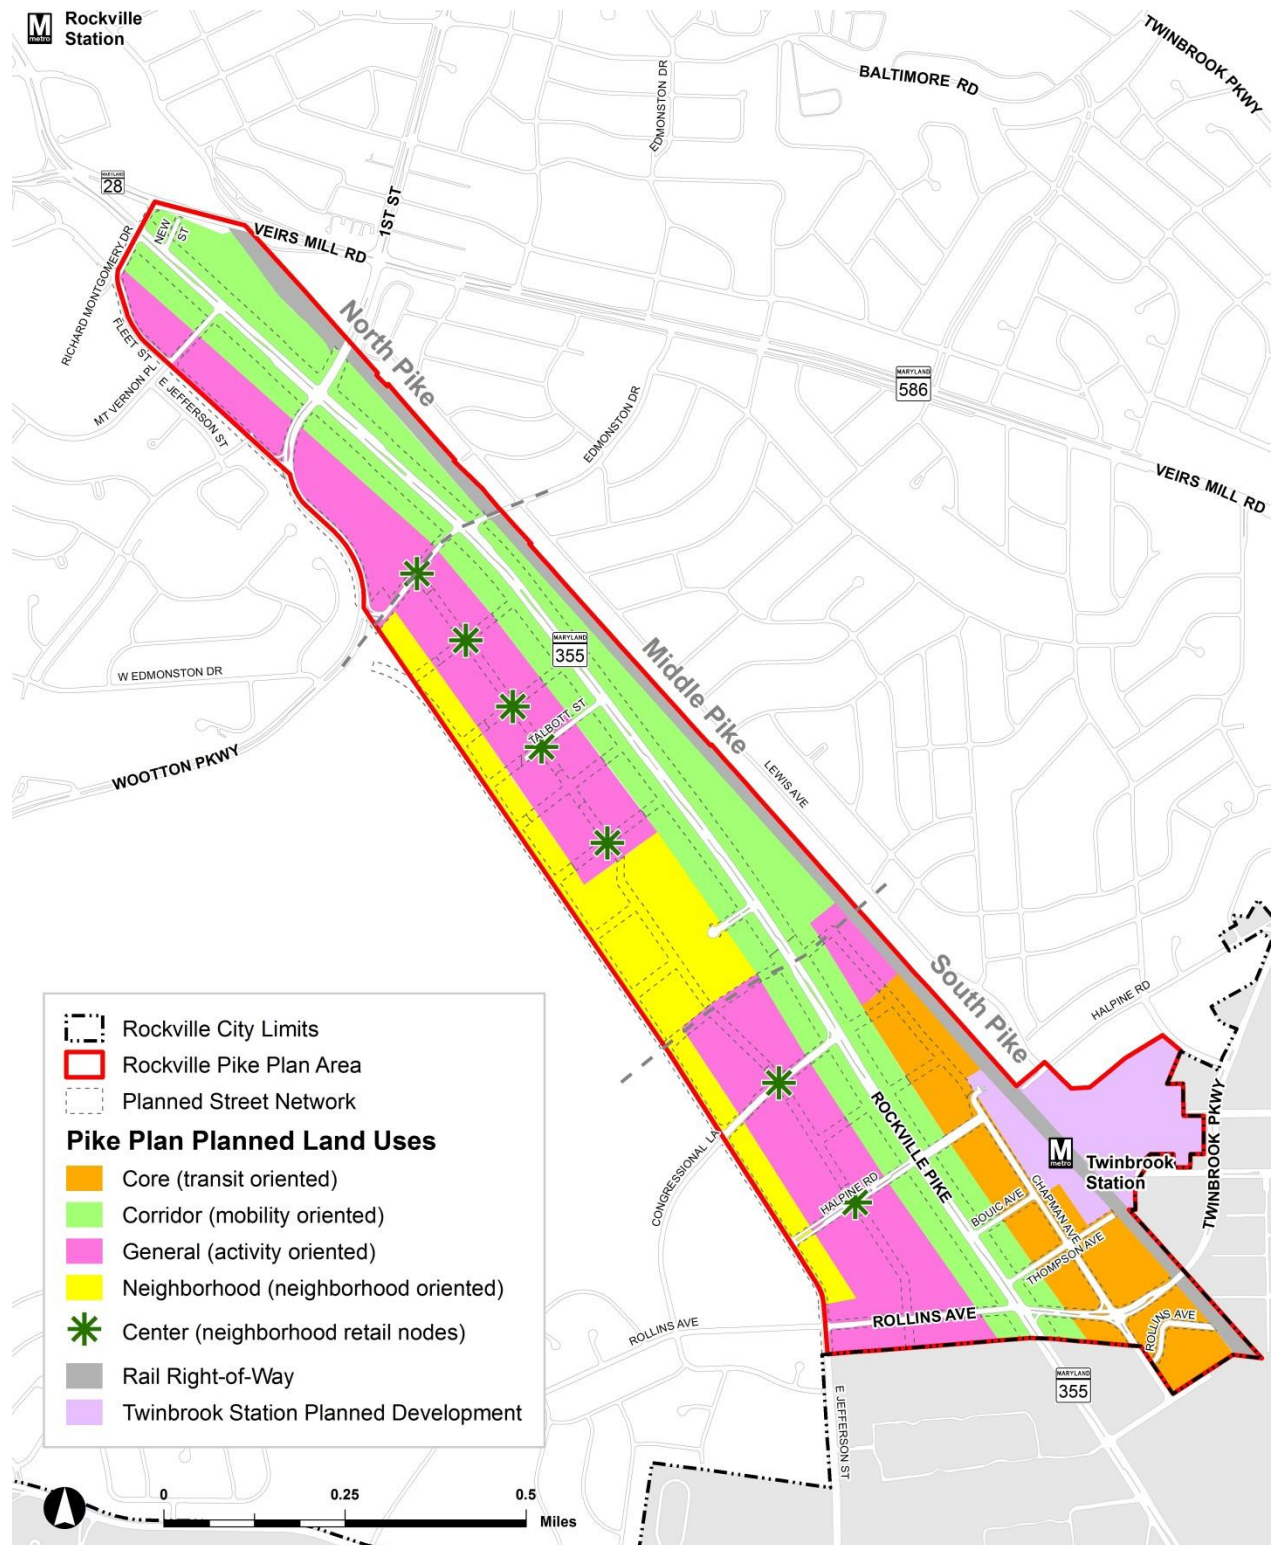 M
metro
Rockville
Station
TWINBROOK PKWY
BALTIMORE RD
EDMONSTON DR
MARYLAND
28
1ST ST
VEIRS MILL RD
NEW
ST
RICHARD MONTGOMERY DR
North Pike
FLEET ST
MT VERNON PL
E JEFFERSON ST
MARYLAND
586
EDMONSTON DR
VEIRS MILL RD
MARYLAND
355
Middle Pike
W EDMONSTON DR
TALBOTT ST
WOOTTON PKWY
LEWIS AVE
South Pike
HALPINE RD
Rockville City Limits
Rockville Pike Plan Area
Planned Street Network
Pike Plan Planned Land Uses
Core (transit oriented)
Corridor (mobility oriented)
General (activity oriented)
Neighborhood (neighborhood oriented)
Center (neighborhood retail nodes)
Rail Right-of-Way
Twinbrook Station Planned Development
ROCKVILLE PIKE
CONGRESSIONAL LA
HALPINE RD
M
metro
Twinbrook
Station
TWINBROOK PKWY
BOUIC AVE
CHAPMAN AVE
THOMPSON AVE
ROLLINS AVE
ROLLINS AVE
ROLLINS AVE
MARYLAND
355
E JEFFERSON ST
0
0.25
0.5
Miles